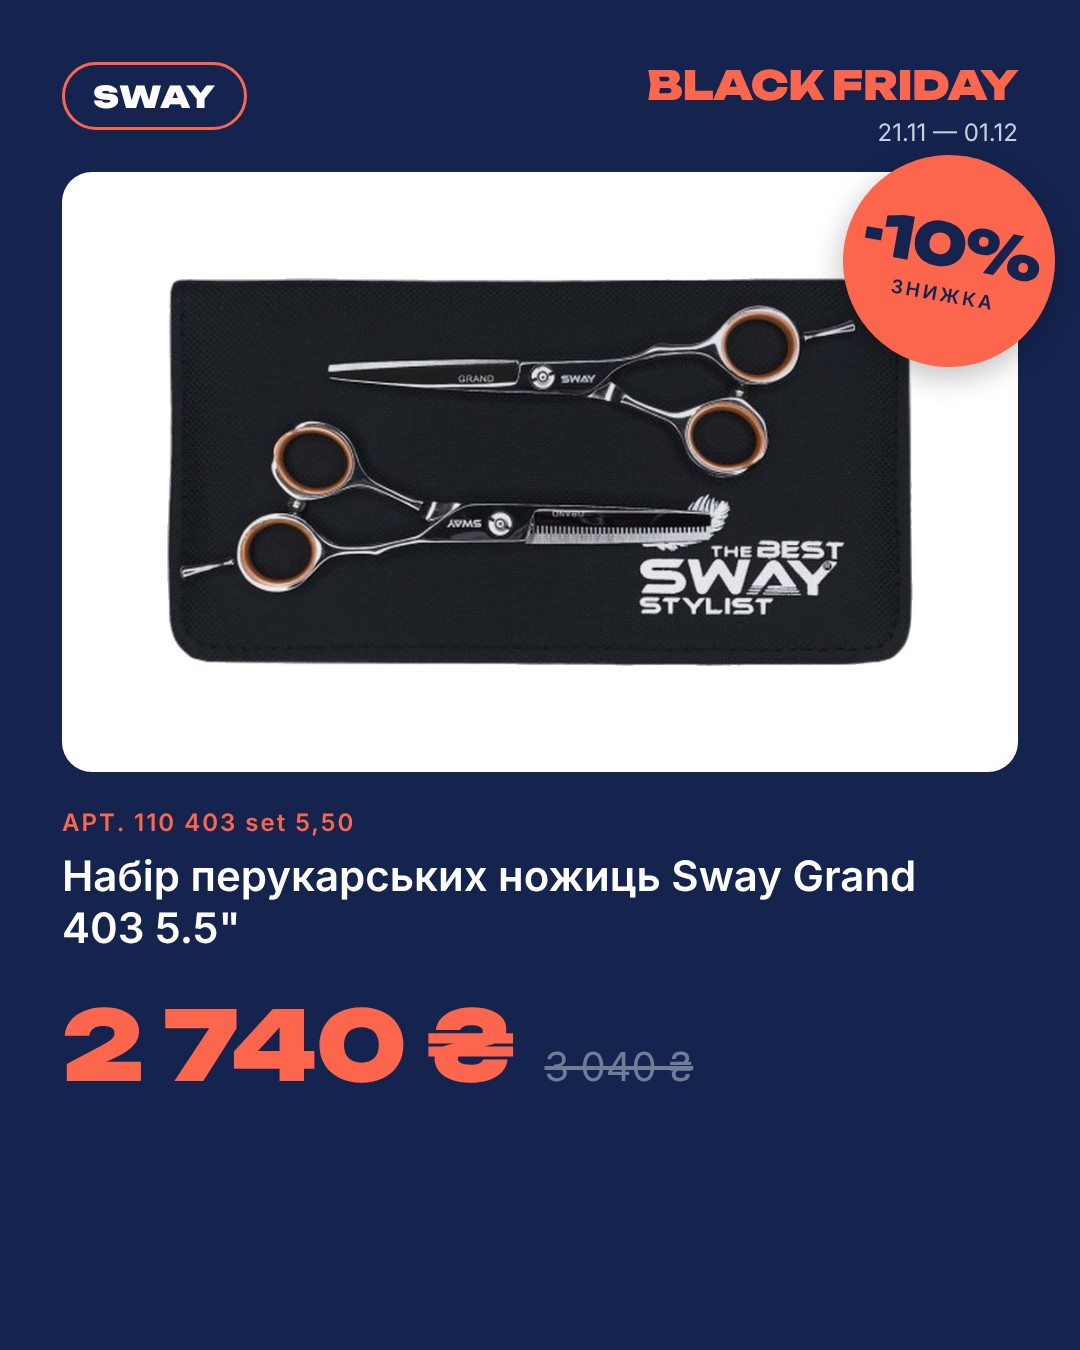 SWAY
BLACK FRIDAY
21.11 — 01.12
-10%
ЗНИЖКА
GRAND
SWAY
SWAY
GRAND
THE BEST
SWAY®
STYLIST
АРТ. 110 403 set 5,50
Набір перукарських ножиць Sway Grand
403 5.5"
2 740 ₴
3 040 ₴